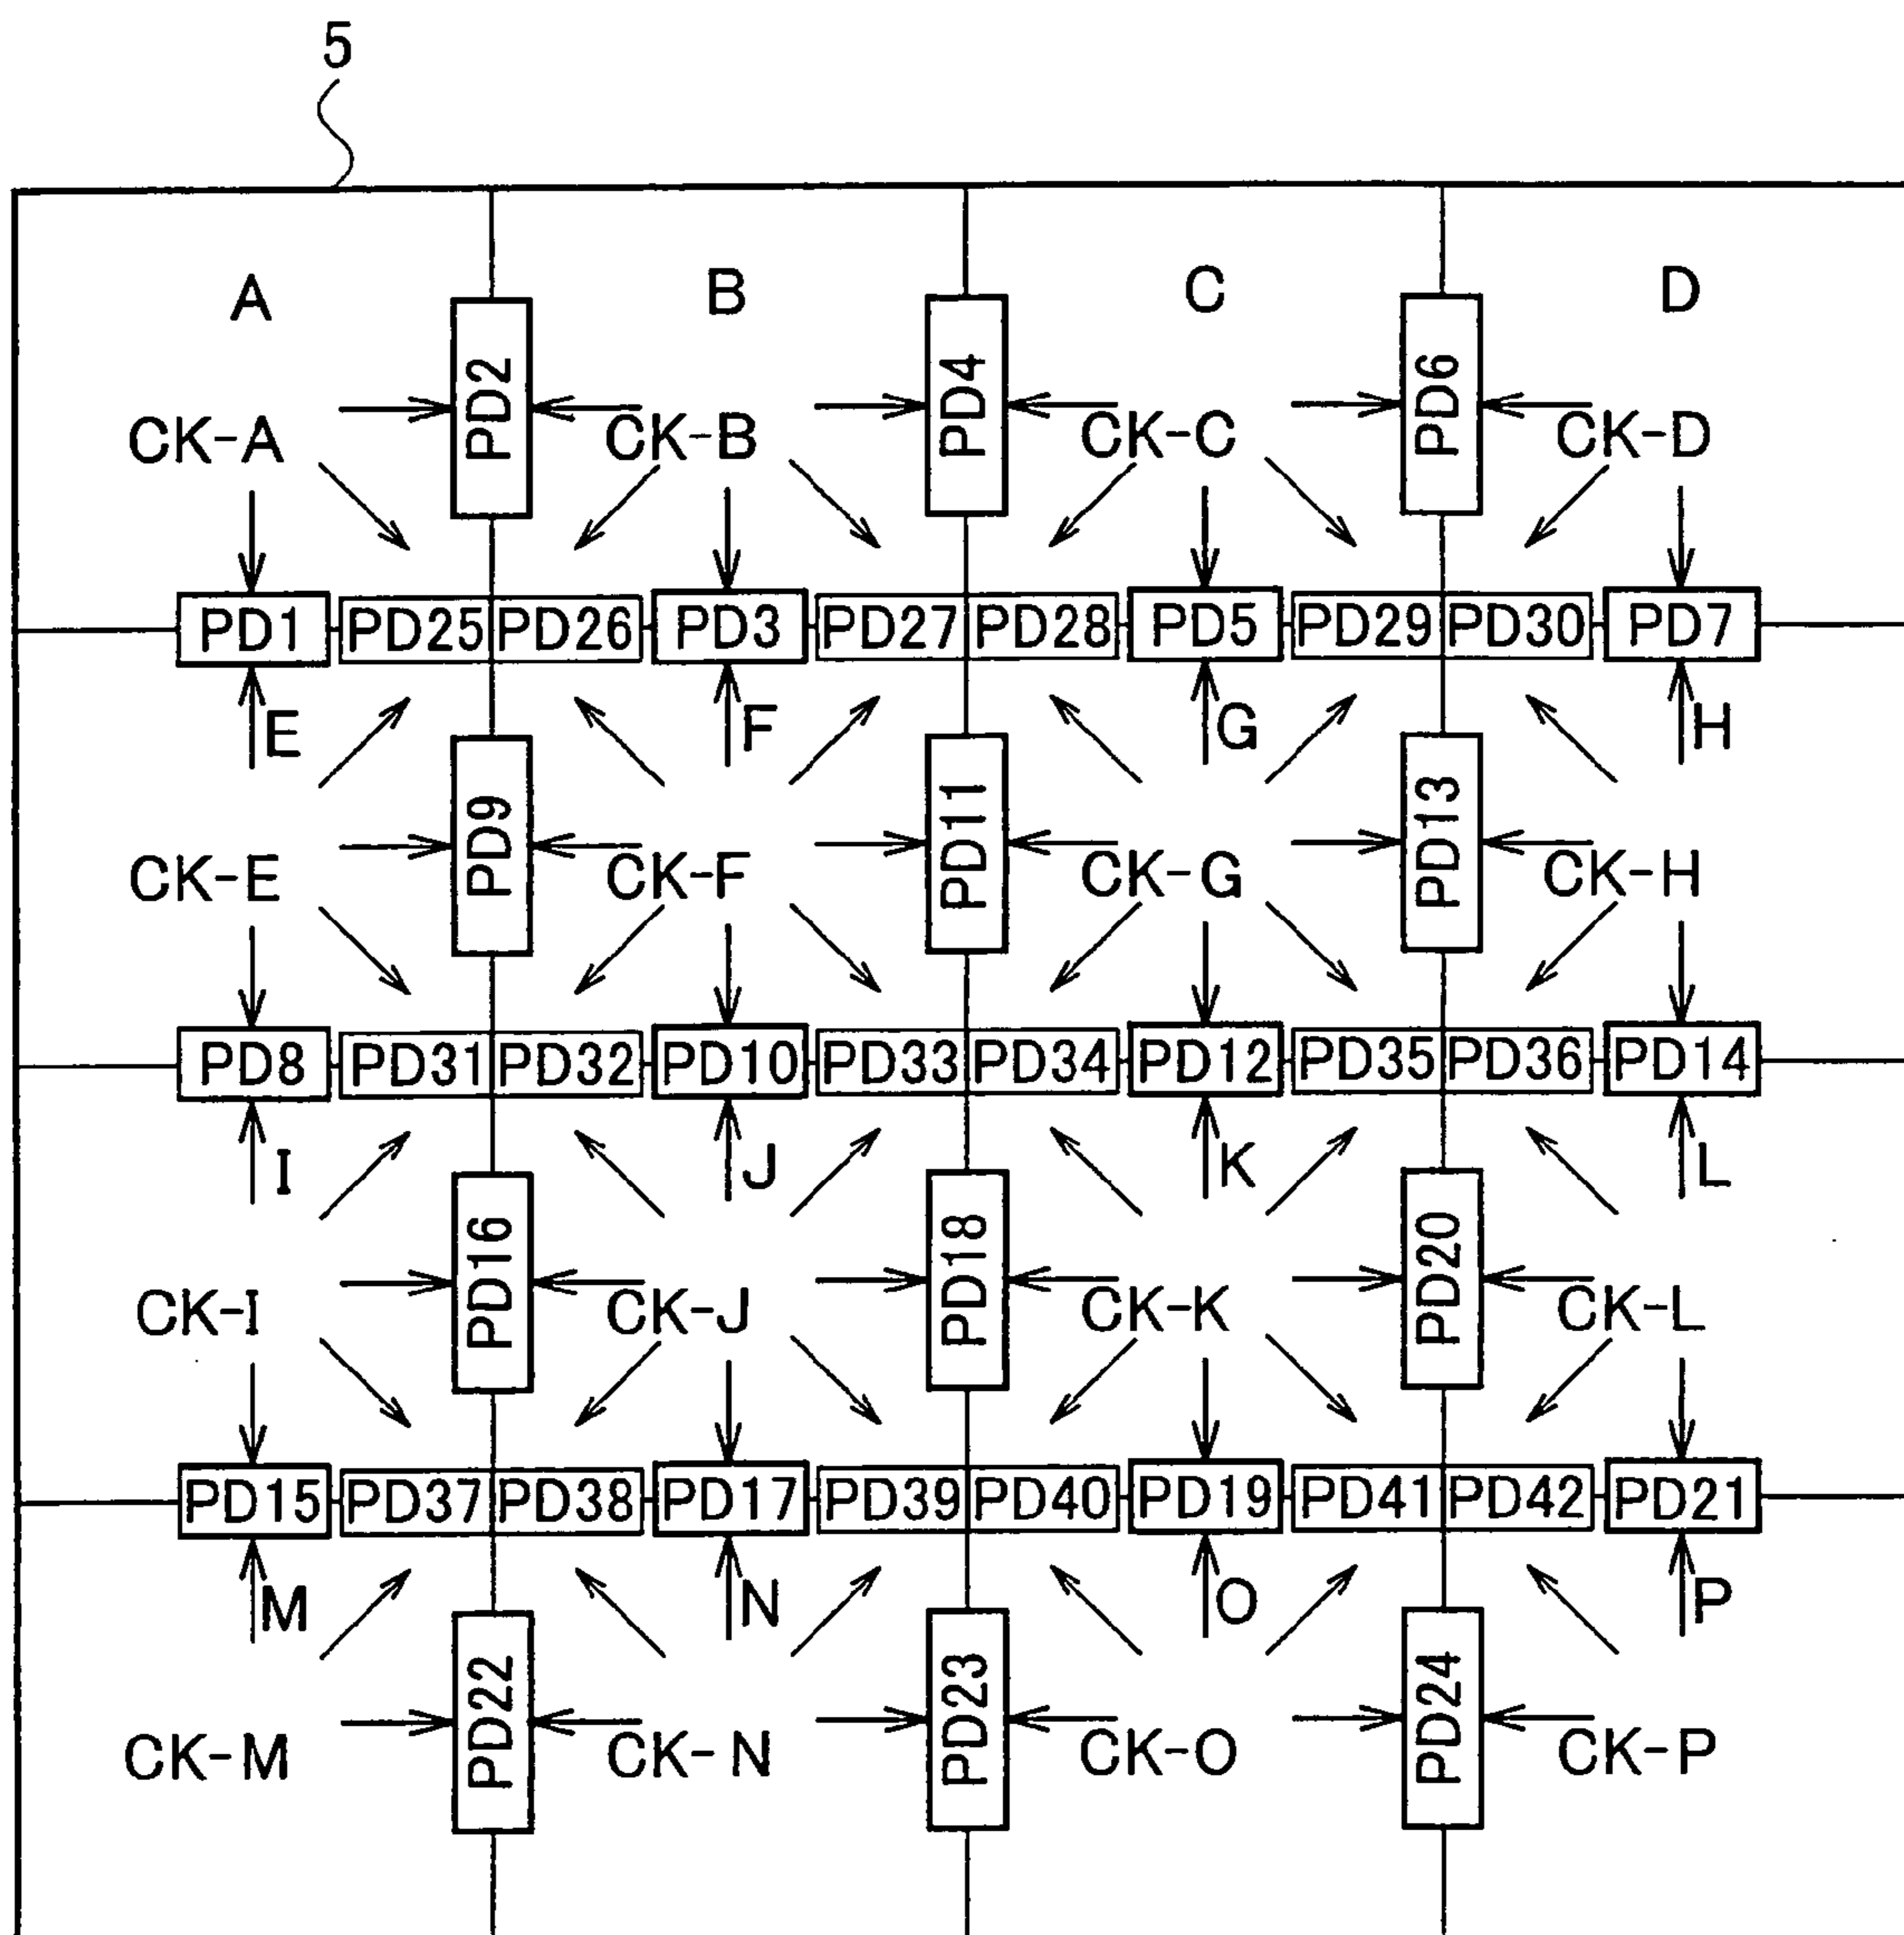 5
A B C D
PD2 PD4 PD6
CK-A CK-B CK-C CK-D
PD1 PD25 PD26 PD3 PD27 PD28 PD5 PD29 PD30 PD7
E F G H
PD9 PD11 PD13
CK-E CK-F CK-G CK-H
PD8 PD31 PD32 PD10 PD33 PD34 PD12 PD35 PD36 PD14
I J K L
PD16 PD18 PD20
CK-I CK-J CK-K CK-L
PD15 PD37 PD38 PD17 PD39 PD40 PD19 PD41 PD42 PD21
M N O P
PD22 PD23 PD24
CK-M CK-N CK-O CK-P